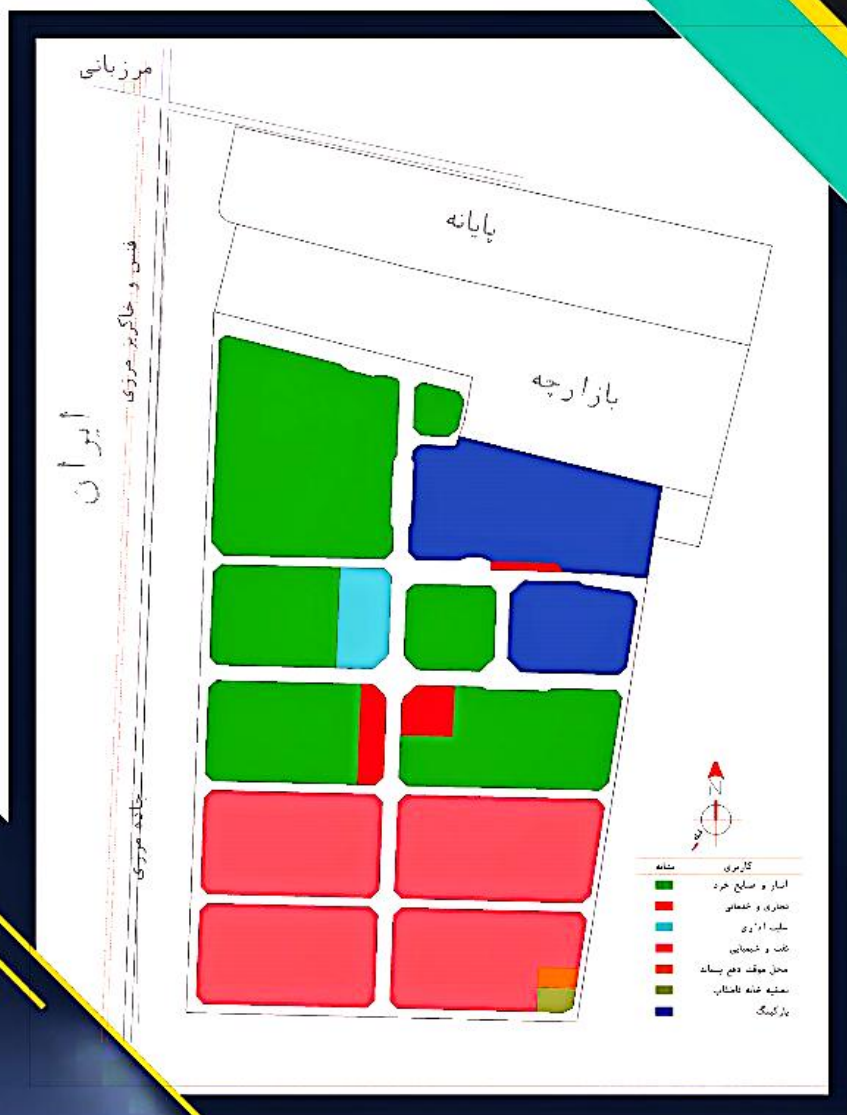 مرزبانی
پایانه
فنس و خاکریز مرزی
بازارچه
ایران
جاده مرزی
N
کاربری نشانه
انبار و صنایع خرد
تجاری و خدماتی
سایت اداری
نفت و شیمیایی
محل موقت دفع پسماند
تصفیه خانه فاضلاب
پارکینگ